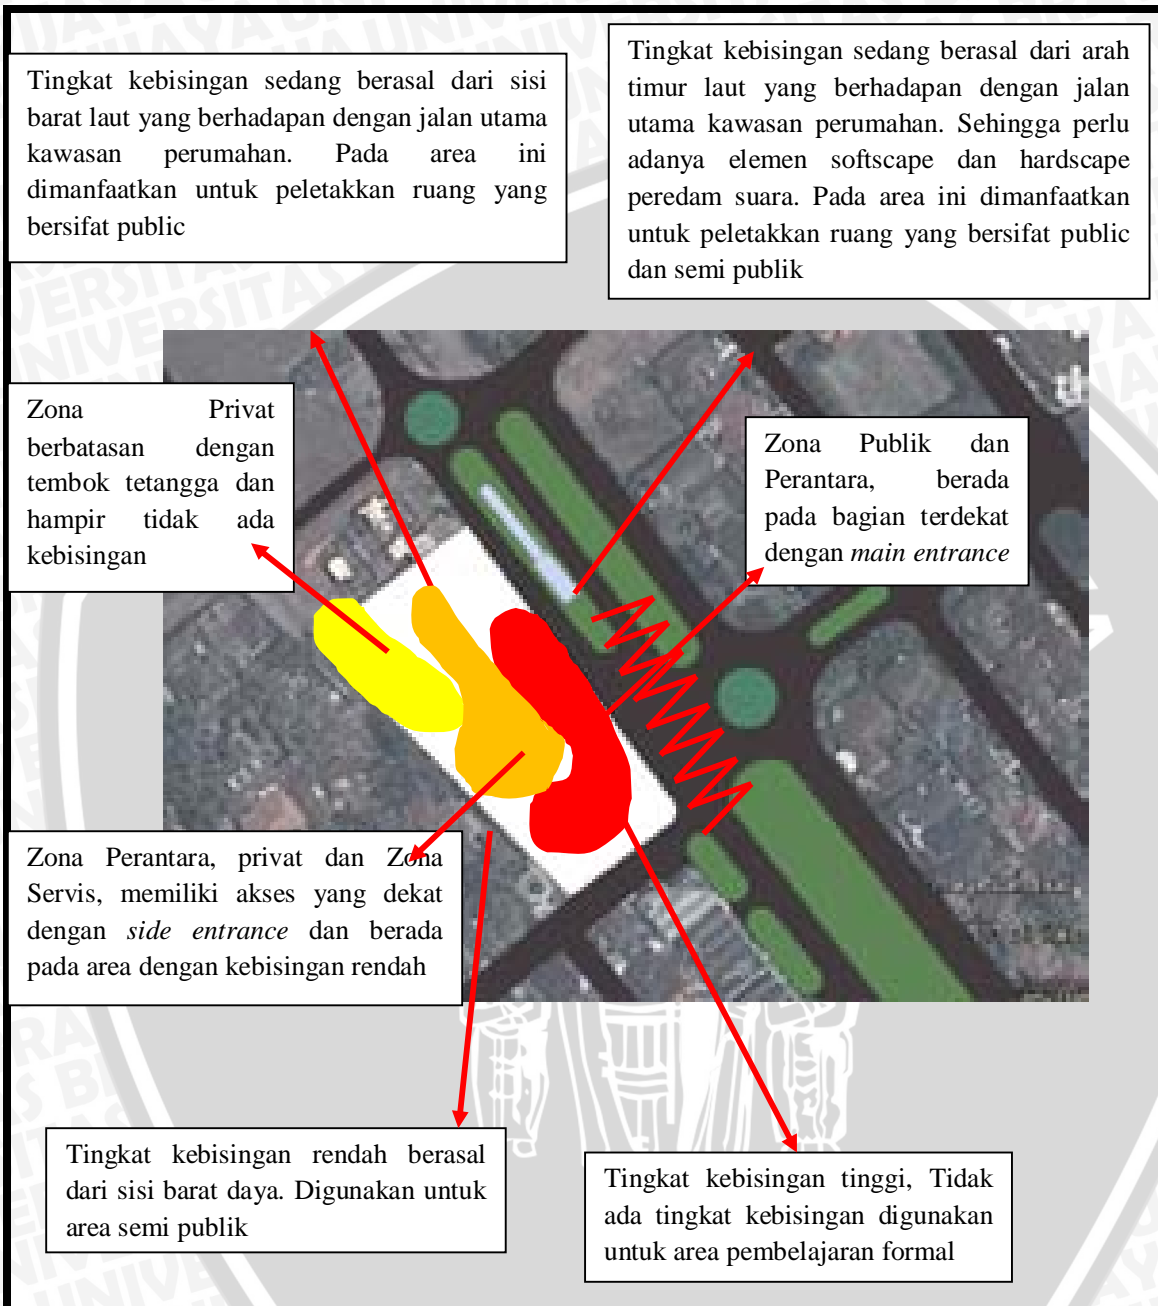 Tingkat kebisingan sedang berasal dari sisi
barat laut yang berhadapan dengan jalan utama
kawasan perumahan. Pada area ini
dimanfaatkan untuk peletakkan ruang yang
bersifat public
Tingkat kebisingan sedang berasal dari arah
timur laut yang berhadapan dengan jalan
utama kawasan perumahan. Sehingga perlu
adanya elemen softscape dan hardscape
peredam suara. Pada area ini dimanfaatkan
untuk peletakkan ruang yang bersifat public
dan semi publik
Zona Privat
berbatasan dengan
tembok tetangga dan
hampir tidak ada
kebisingan
Zona Publik dan
Perantara, berada
pada bagian terdekat
dengan main entrance
Zona Perantara, privat dan Zona
Servis, memiliki akses yang dekat
dengan side entrance dan berada
pada area dengan kebisingan rendah
Tingkat kebisingan rendah berasal
dari sisi barat daya. Digunakan untuk
area semi publik
Tingkat kebisingan tinggi, Tidak
ada tingkat kebisingan digunakan
untuk area pembelajaran formal